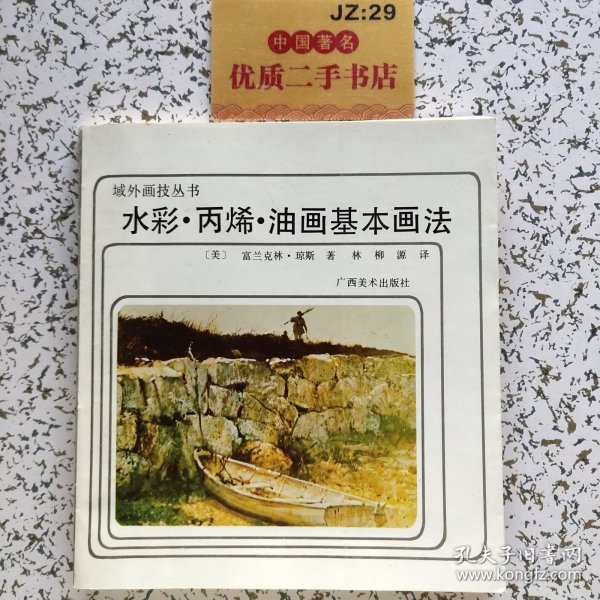 JZ:29
中国著名
优质二手书店
域外画技丛书
水彩·丙烯·油画基本画法
〔美〕 富兰克林·琼斯 著 林柳源 译
广西美术出版社
孔夫子旧书网
www.kongfz.com